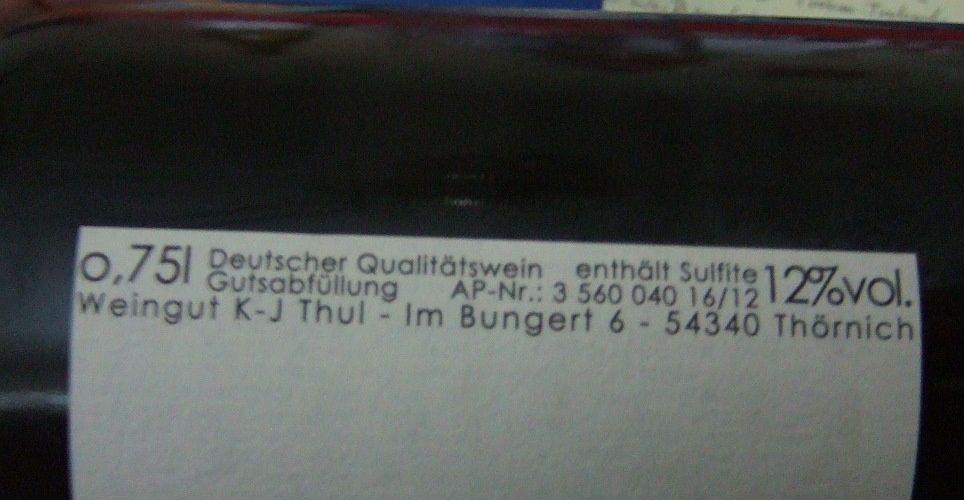 0,75l Deutscher Qualitätswein enthält Sulfite 12%vol.
Gutsabfüllung AP-Nr.: 3 560 040 16/12
Weingut K-J Thul - Im Bungert 6 - 54340 Thörnich